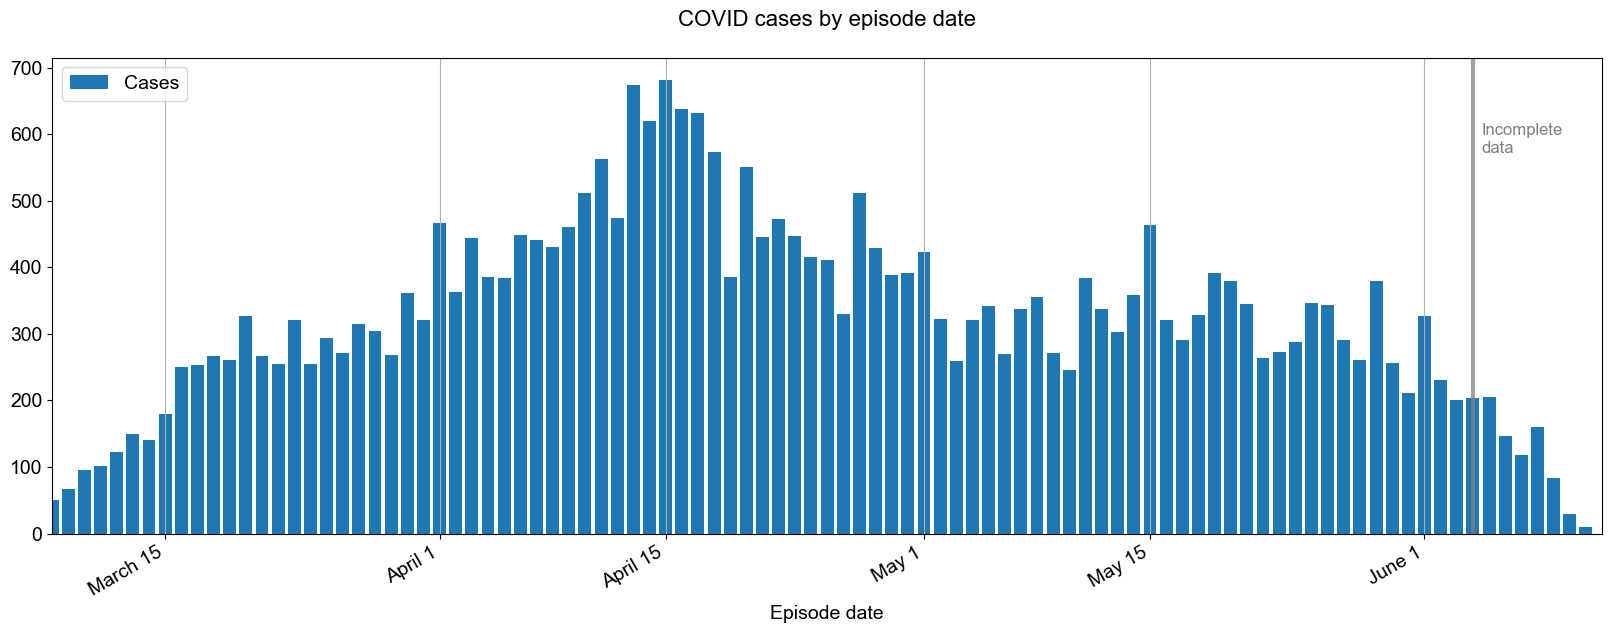 COVID cases by episode date
Cases
700
600
500
400
300
200
100
0
Incomplete
data
March 15
April 1
April 15
May 1
May 15
June 1
Episode date